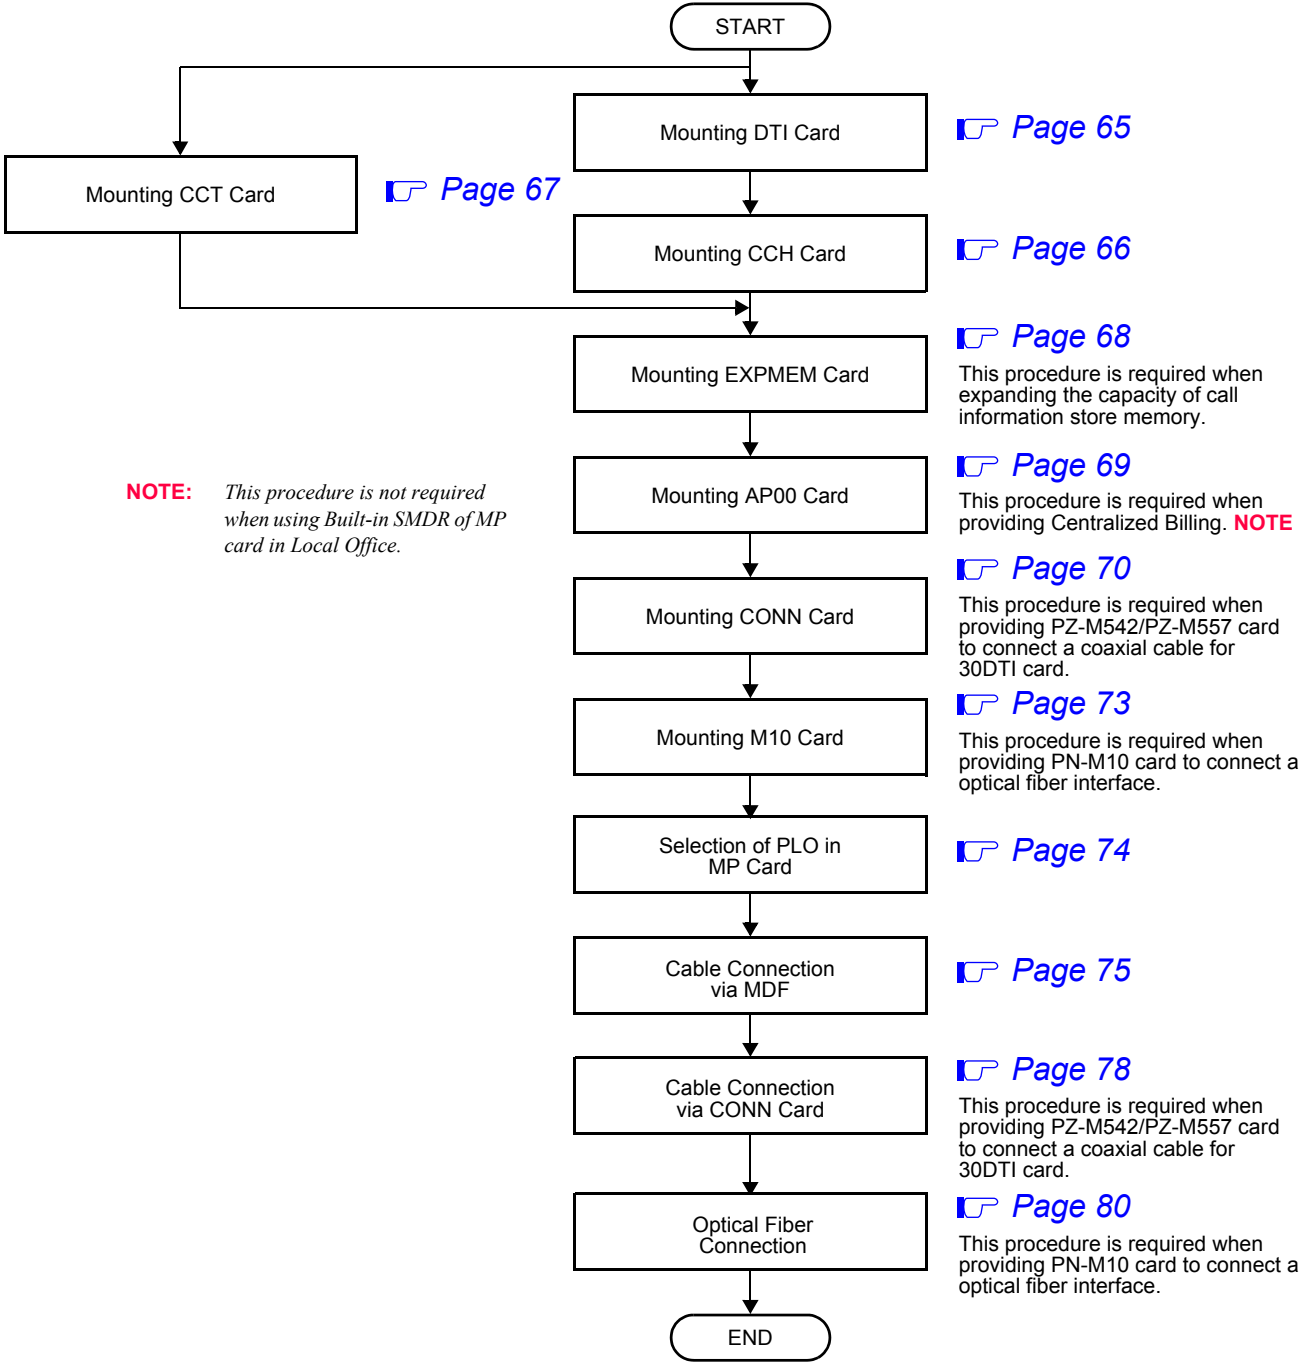 START
Mounting DTI Card
Page 65
Mounting CCT Card
Page 67
Mounting CCH Card
Page 66
Mounting EXPMEM Card
Page 68
This procedure is required when
expanding the capacity of call
information store memory.
NOTE: This procedure is not required
when using Built-in SMDR of MP
card in Local Office.
Mounting AP00 Card
Page 69
This procedure is required when
providing Centralized Billing. NOTE
Mounting CONN Card
Page 70
This procedure is required when
providing PZ-M542/PZ-M557 card
to connect a coaxial cable for
30DTI card.
Mounting M10 Card
Page 73
This procedure is required when
providing PN-M10 card to connect a
optical fiber interface.
Selection of PLO in
MP Card
Page 74
Cable Connection
via MDF
Page 75
Cable Connection
via CONN Card
Page 78
This procedure is required when
providing PZ-M542/PZ-M557 card
to connect a coaxial cable for
30DTI card.
Optical Fiber
Connection
Page 80
This procedure is required when
providing PN-M10 card to connect a
optical fiber interface.
END